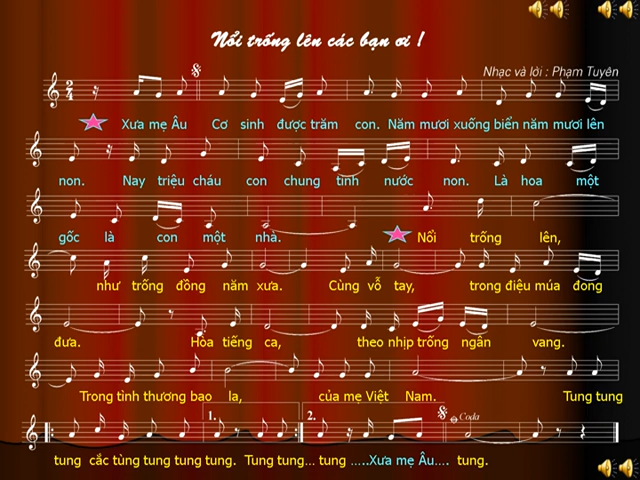 Nổi trống lên các bạn ơi !
Nhạc và lời : Phạm Tuyên
Xưa mẹ Âu Cơ sinh được trăm con. Năm mươi xuống biển năm mươi lên
non. Nay triệu cháu con chung tình nước non. Là hoa một
gốc là con một nhà. Nổi trống lên,
như trống đồng năm xưa. Cùng vỗ tay, trong điệu múa đong
đưa. Hòa tiếng ca, theo nhịp trống ngân vang.
Trong tình thương bao la, của mẹ Việt Nam. Tung tung
1. 2. Coda
tung cắc tùng tung tung tung. Tung tung... tung .....Xưa mẹ Âu.... tung.